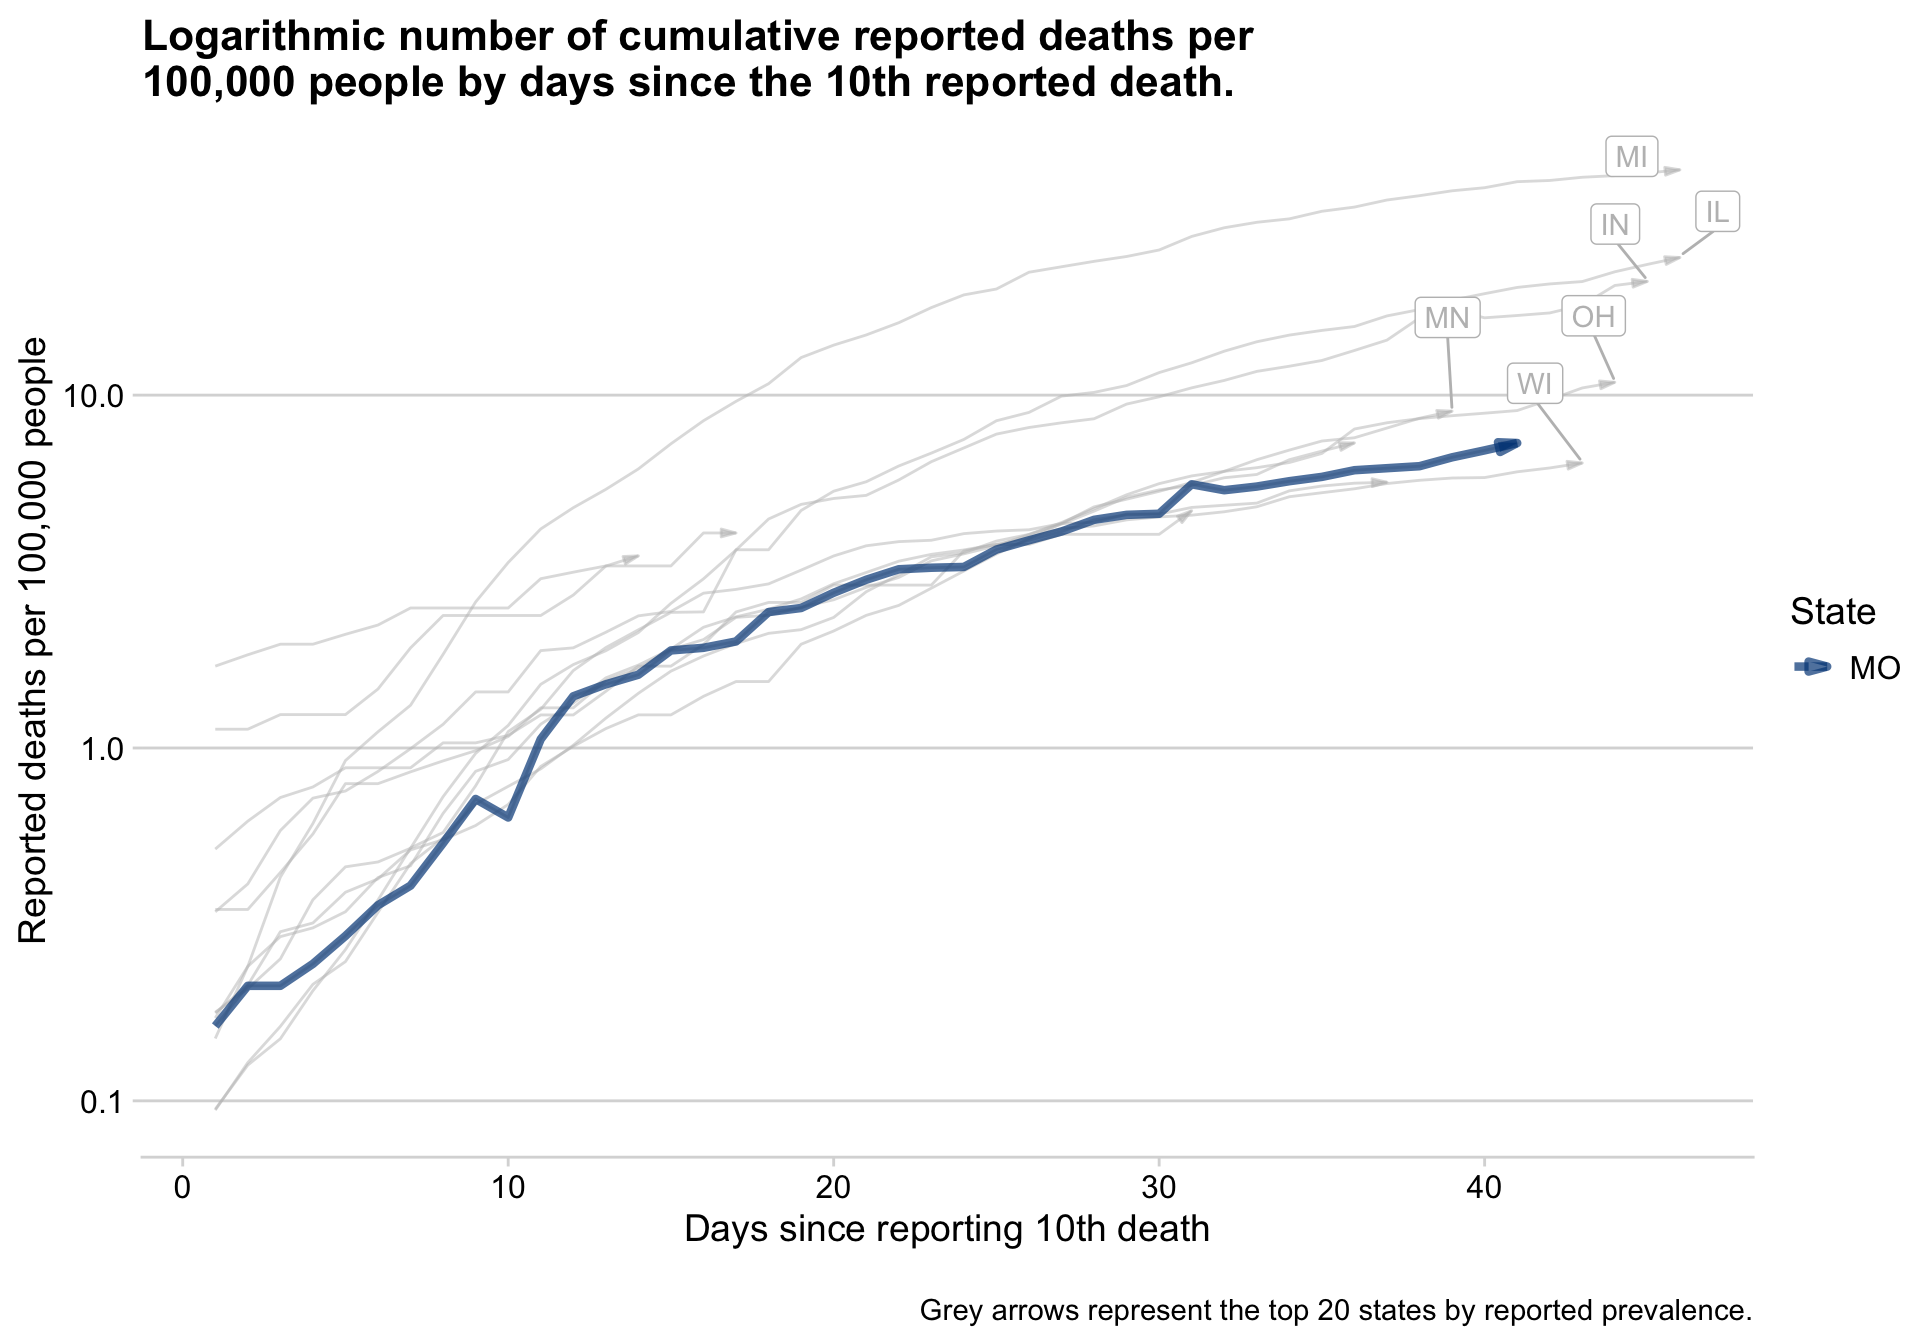 Logarithmic number of cumulative reported deaths per
100,000 people by days since the 10th reported death.
MI
IL
IN
MN
OH
WI
Reported deaths per 100,000 people
10.0
1.0
0.1
State
MO
0
10
20
30
40
Days since reporting 10th death
Grey arrows represent the top 20 states by reported prevalence.